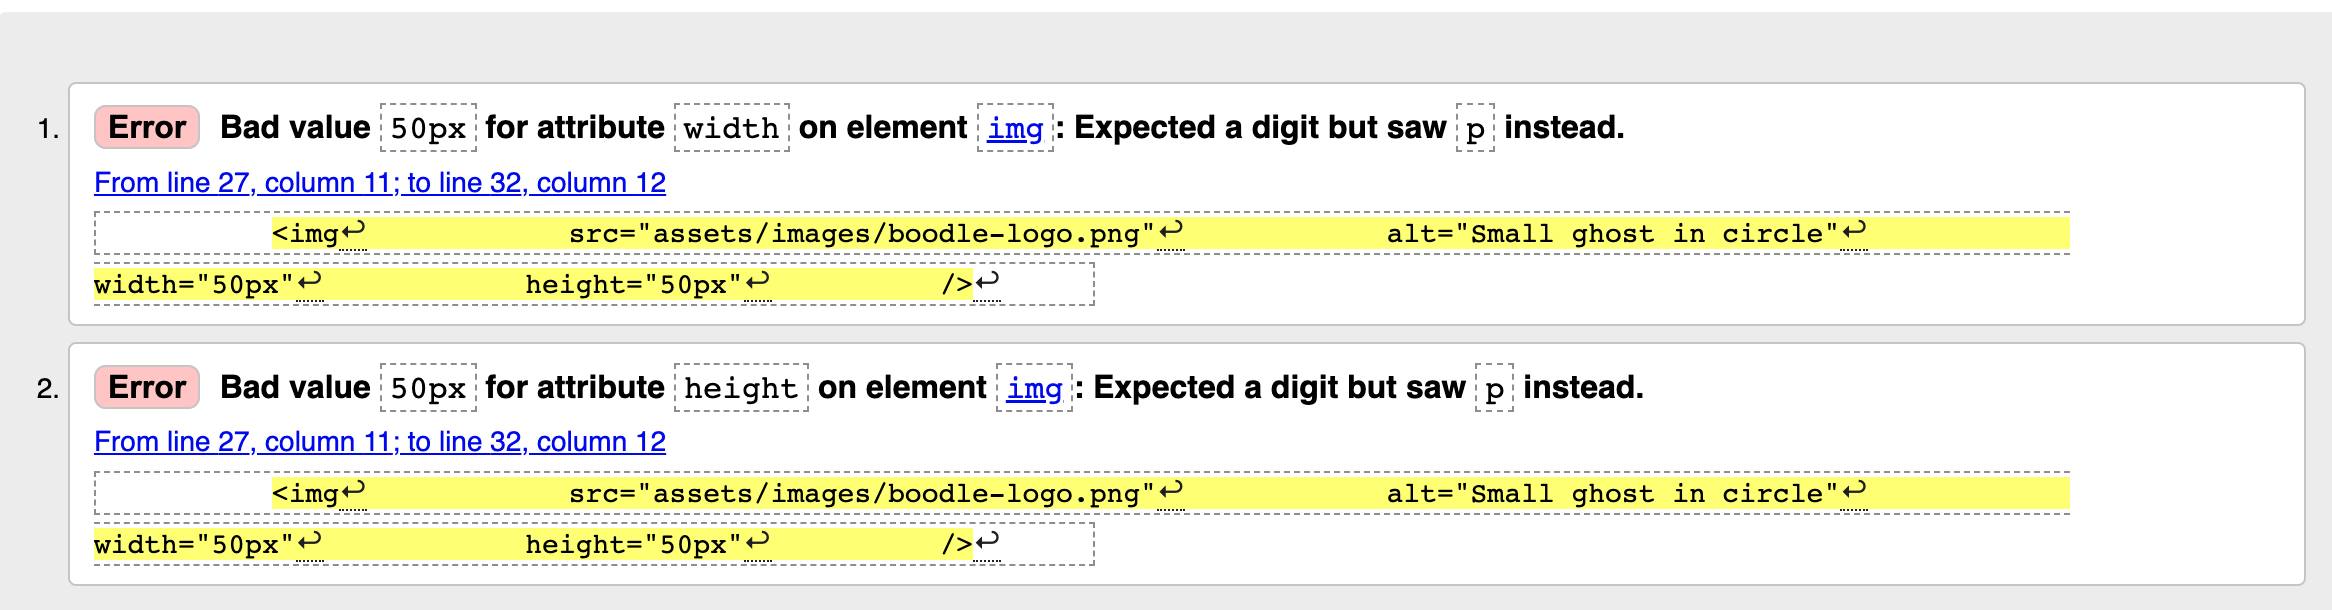 1. Error Bad value 50px for attribute width on element img: Expected a digit but saw p instead.
From line 27, column 11; to line 32, column 12
<img↩ src="assets/images/boodle-logo.png"↩ alt="Small ghost in circle"↩
width="50px"↩ height="50px"↩ />↩
2. Error Bad value 50px for attribute height on element img: Expected a digit but saw p instead.
From line 27, column 11; to line 32, column 12
<img↩ src="assets/images/boodle-logo.png"↩ alt="Small ghost in circle"↩
width="50px"↩ height="50px"↩ />↩